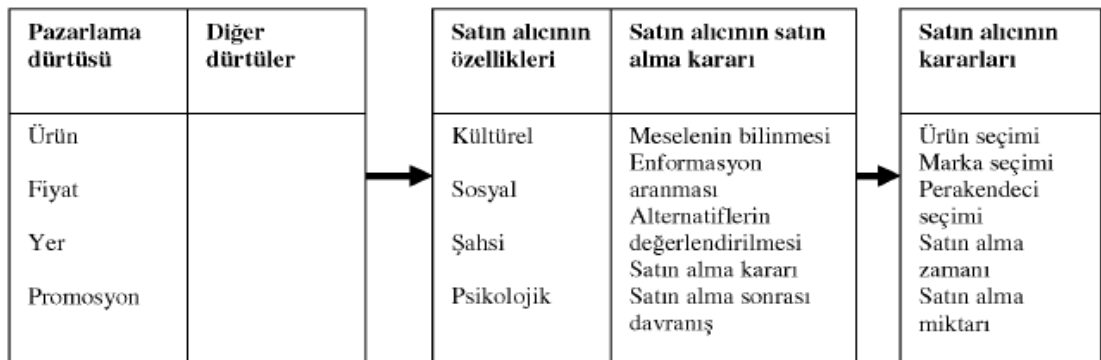 Pazarlama
dürtüsü
Diğer
dürtüler
Ürün
Fiyat
Yer
Promosyon
Satın alıcının
özellikleri
Satın alıcının satın
alma kararı
Kültürel
Sosyal
Şahsi
Psikolojik
Meselenin bilinmesi
Enformasyon
aranması
Alternatiflerin
değerlendirilmesi
Satın alma kararı
Satın alma sonrası
davranış
Satın alıcının
kararları
Ürün seçimi
Marka seçimi
Perakendeci
seçimi
Satın alma
zamanı
Satın alma
miktarı